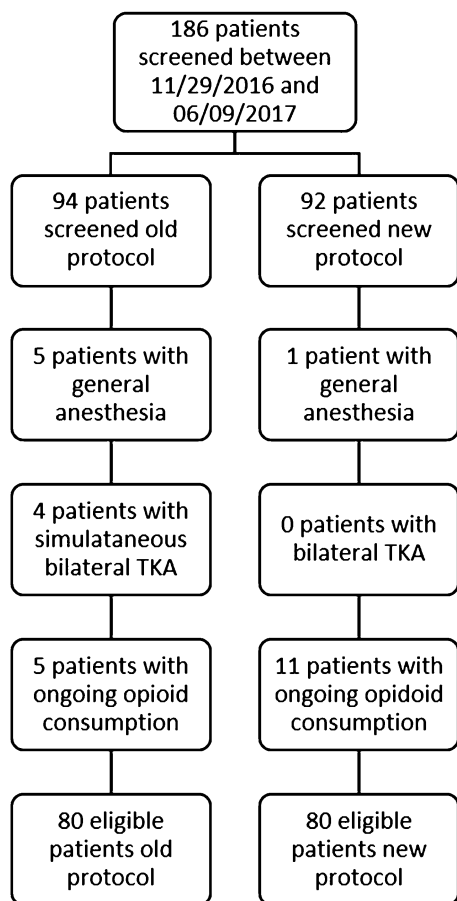 186 patients
screened between
11/29/2016 and
06/09/2017
94 patients
screened old
protocol
92 patients
screened new
protocol
5 patients with
general
anesthesia
1 patient with
general
anesthesia
4 patients with
simulataneous
bilateral TKA
0 patients with
bilateral TKA
5 patients with
ongoing opioid
consumption
11 patients with
ongoing opidoid
consumption
80 eligible
patients old
protocol
80 eligible
patients new
protocol